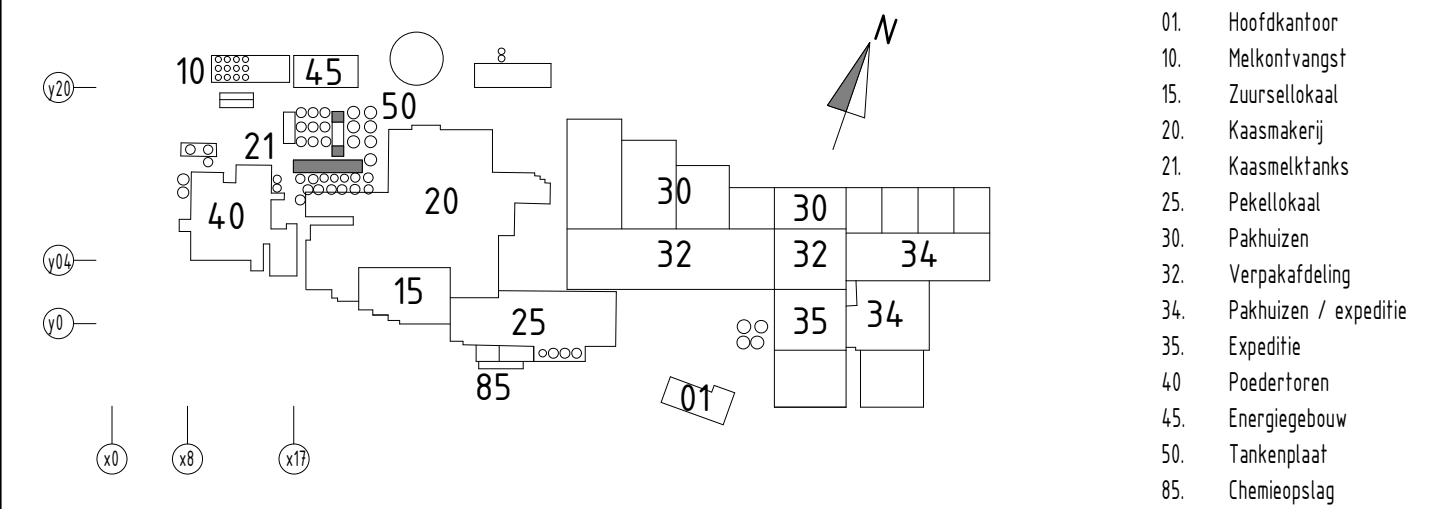 N
10
45
y20
50
21
30
40
20
30
32
32
34
y04
15
y0
25
35
34
85
01
x0
x8
x17
01. Hoofdkantoor
10. Melkontvangst
15. Zuursellokaal
20. Kaasmakerij
21. Kaasmelktanks
25. Pekellokaal
30. Pakhuizen
32. Verpakafdeling
34. Pakhuizen / expeditie
35. Expeditie
40 Poedertoren
45. Energiegebouw
50. Tankenplaat
85. Chemieopslag